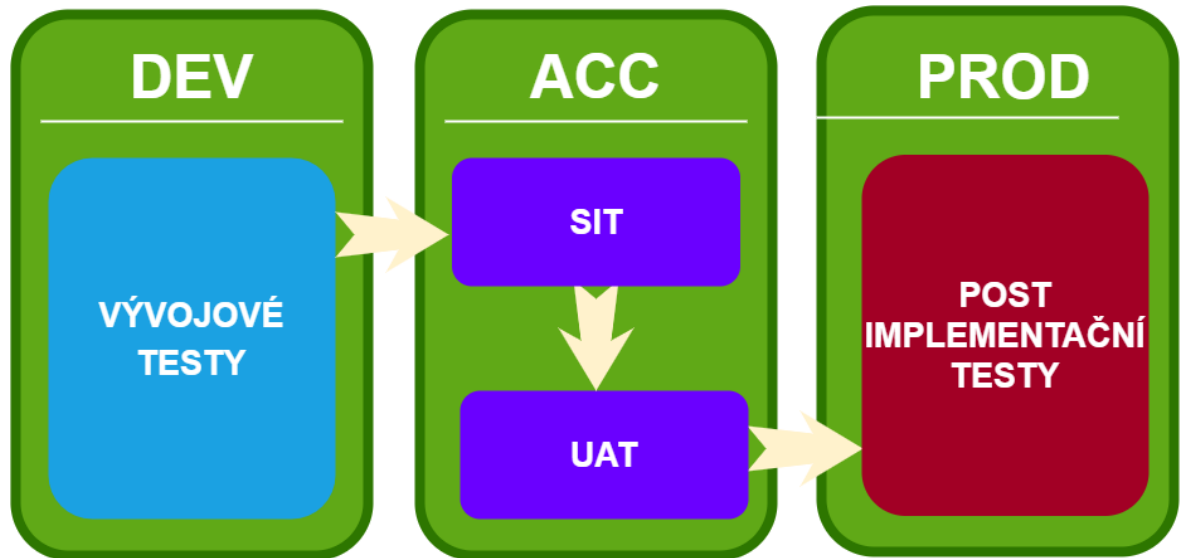 DEV
VÝVOJOVÉ
TESTY
ACC
SIT
UAT
PROD
POST
IMPLEMENTAČNÍ
TESTY